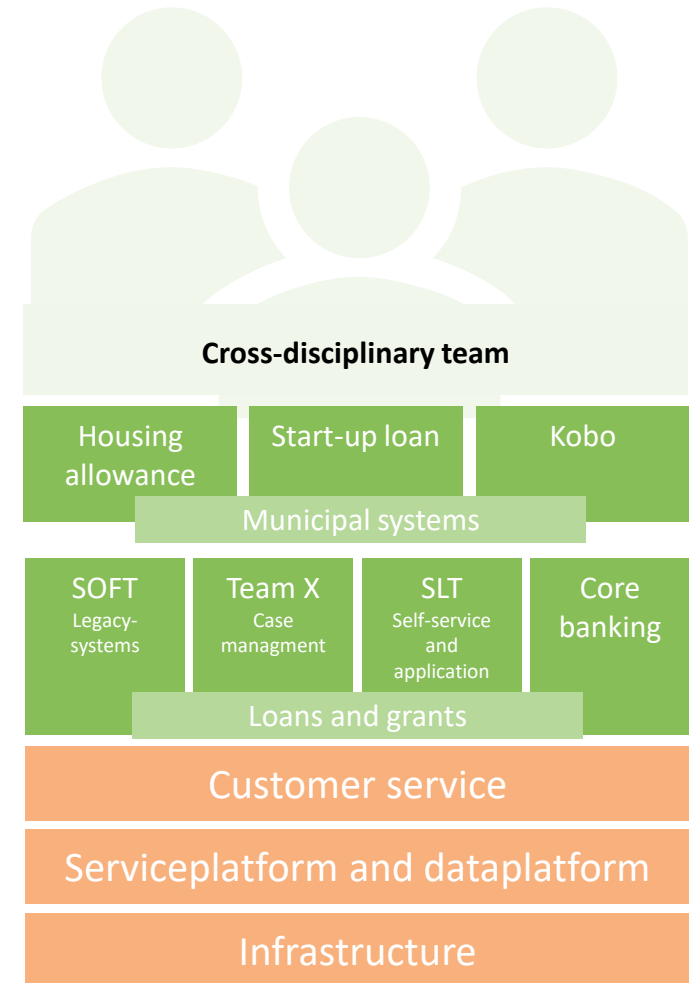 Cross-disciplinary team
Housing
allowance
Start-up loan
Kobo
Municipal systems
SOFT
Legacy-
systems
Team X
Case
managment
SLT
Self-service
and
application
Core
banking
Loans and grants
Customer service
Serviceplatform and dataplatform
Infrastructure